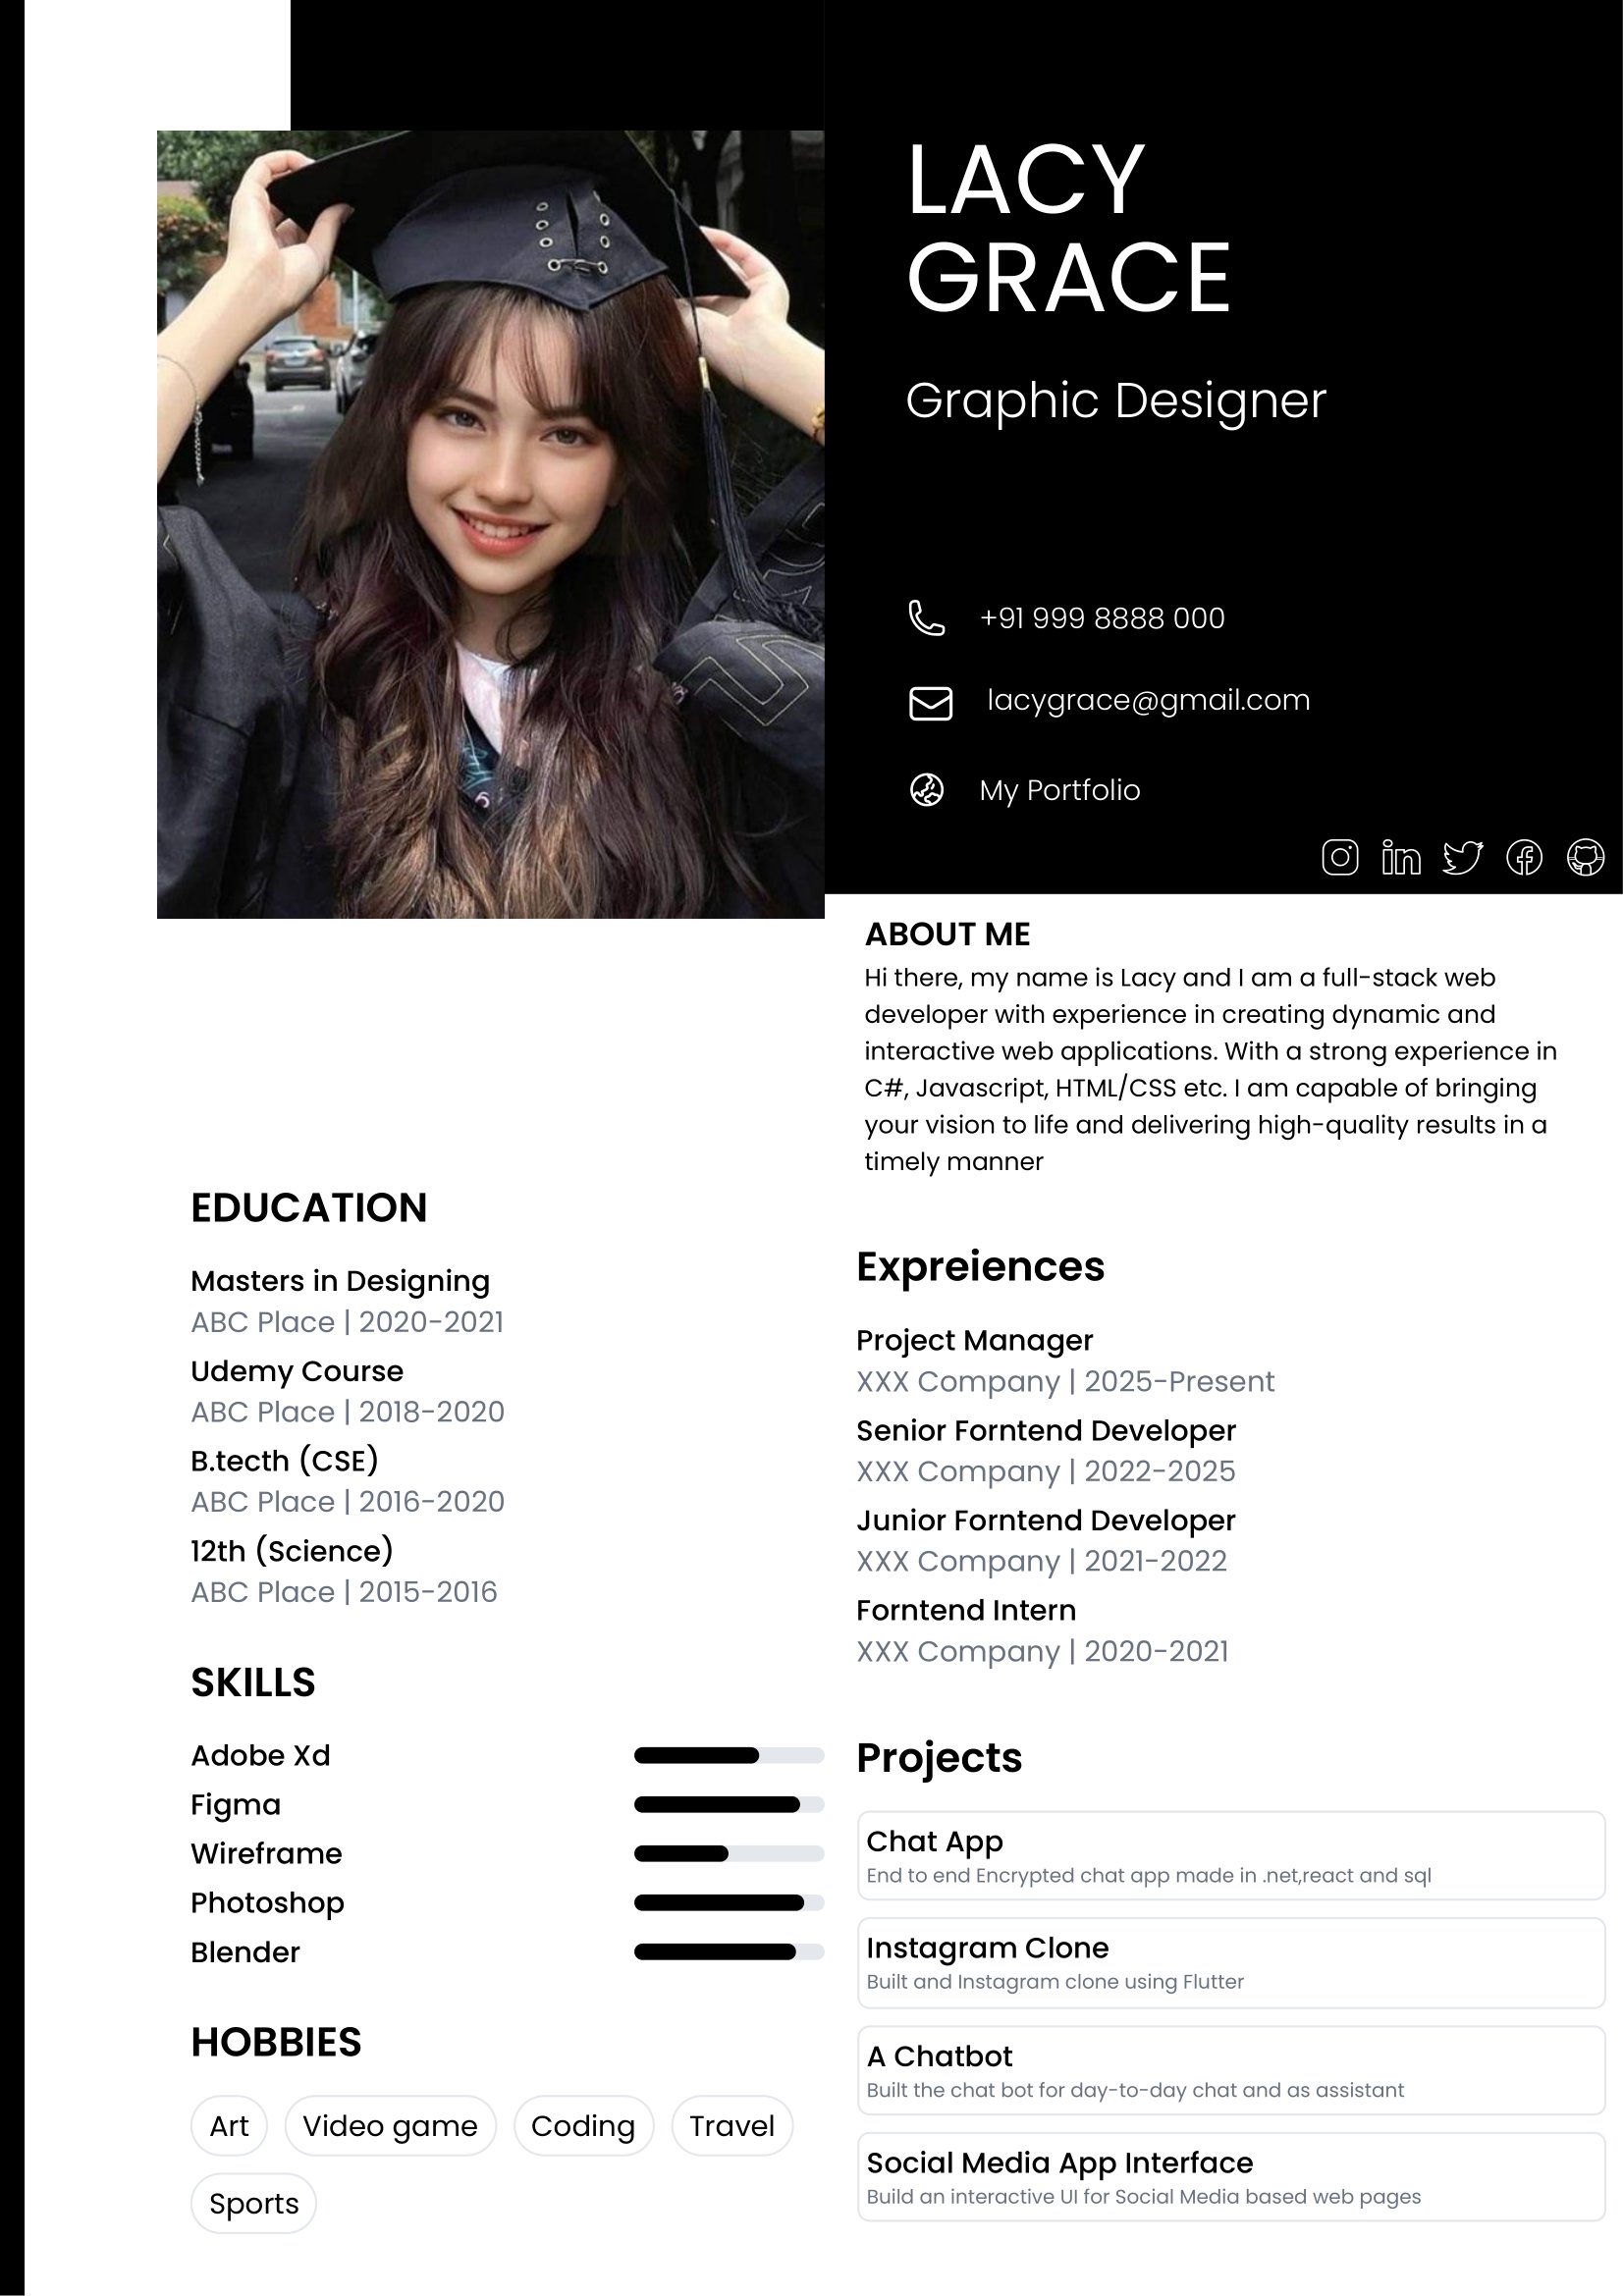 LACY
GRACE
Graphic Designer
+91 999 8888 000
lacygrace@gmail.com
My Portfolio
ABOUT ME
Hi there, my name is Lacy and I am a full-stack web
developer with experience in creating dynamic and
interactive web applications. With a strong experience in
C#, Javascript, HTML/CSS etc. I am capable of bringing
your vision to life and delivering high-quality results in a
timely manner
EDUCATION
Masters in Designing
ABC Place | 2020-2021
Udemy Course
ABC Place | 2018-2020
B.tecth (CSE)
ABC Place | 2016-2020
12th (Science)
ABC Place | 2015-2016
SKILLS
Adobe Xd
Figma
Wireframe
Photoshop
Blender
HOBBIES
Art
Video game
Coding
Travel
Sports
Expreiences
Project Manager
XXX Company | 2025-Present
Senior Forntend Developer
XXX Company | 2022-2025
Junior Forntend Developer
XXX Company | 2021-2022
Forntend Intern
XXX Company | 2020-2021
Projects
Chat App
End to end Encrypted chat app made in .net,react and sql
Instagram Clone
Built and Instagram clone using Flutter
A Chatbot
Built the chat bot for day-to-day chat and as assistant
Social Media App Interface
Build an interactive UI for Social Media based web pages